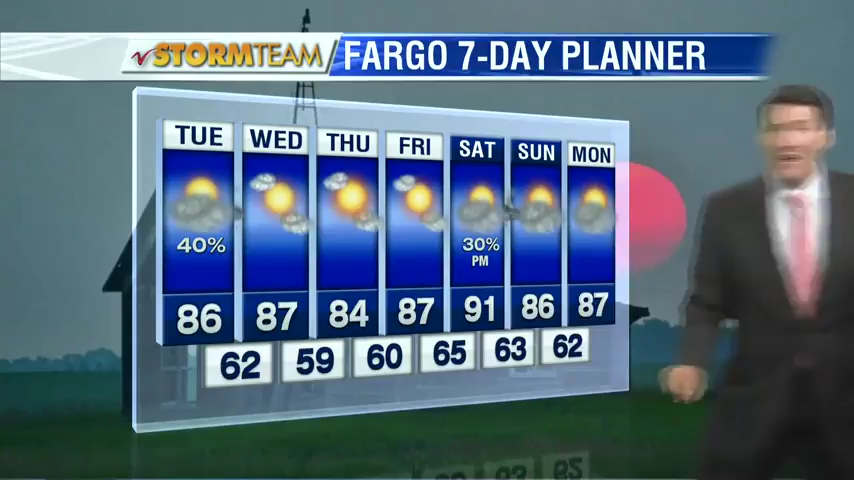 STORMTEAM FARGO 7-DAY PLANNER
TUE WED THU FRI SAT SUN MON
40% 30%
PM
86 87 84 87 91 86 87
62 59 60 65 63 62